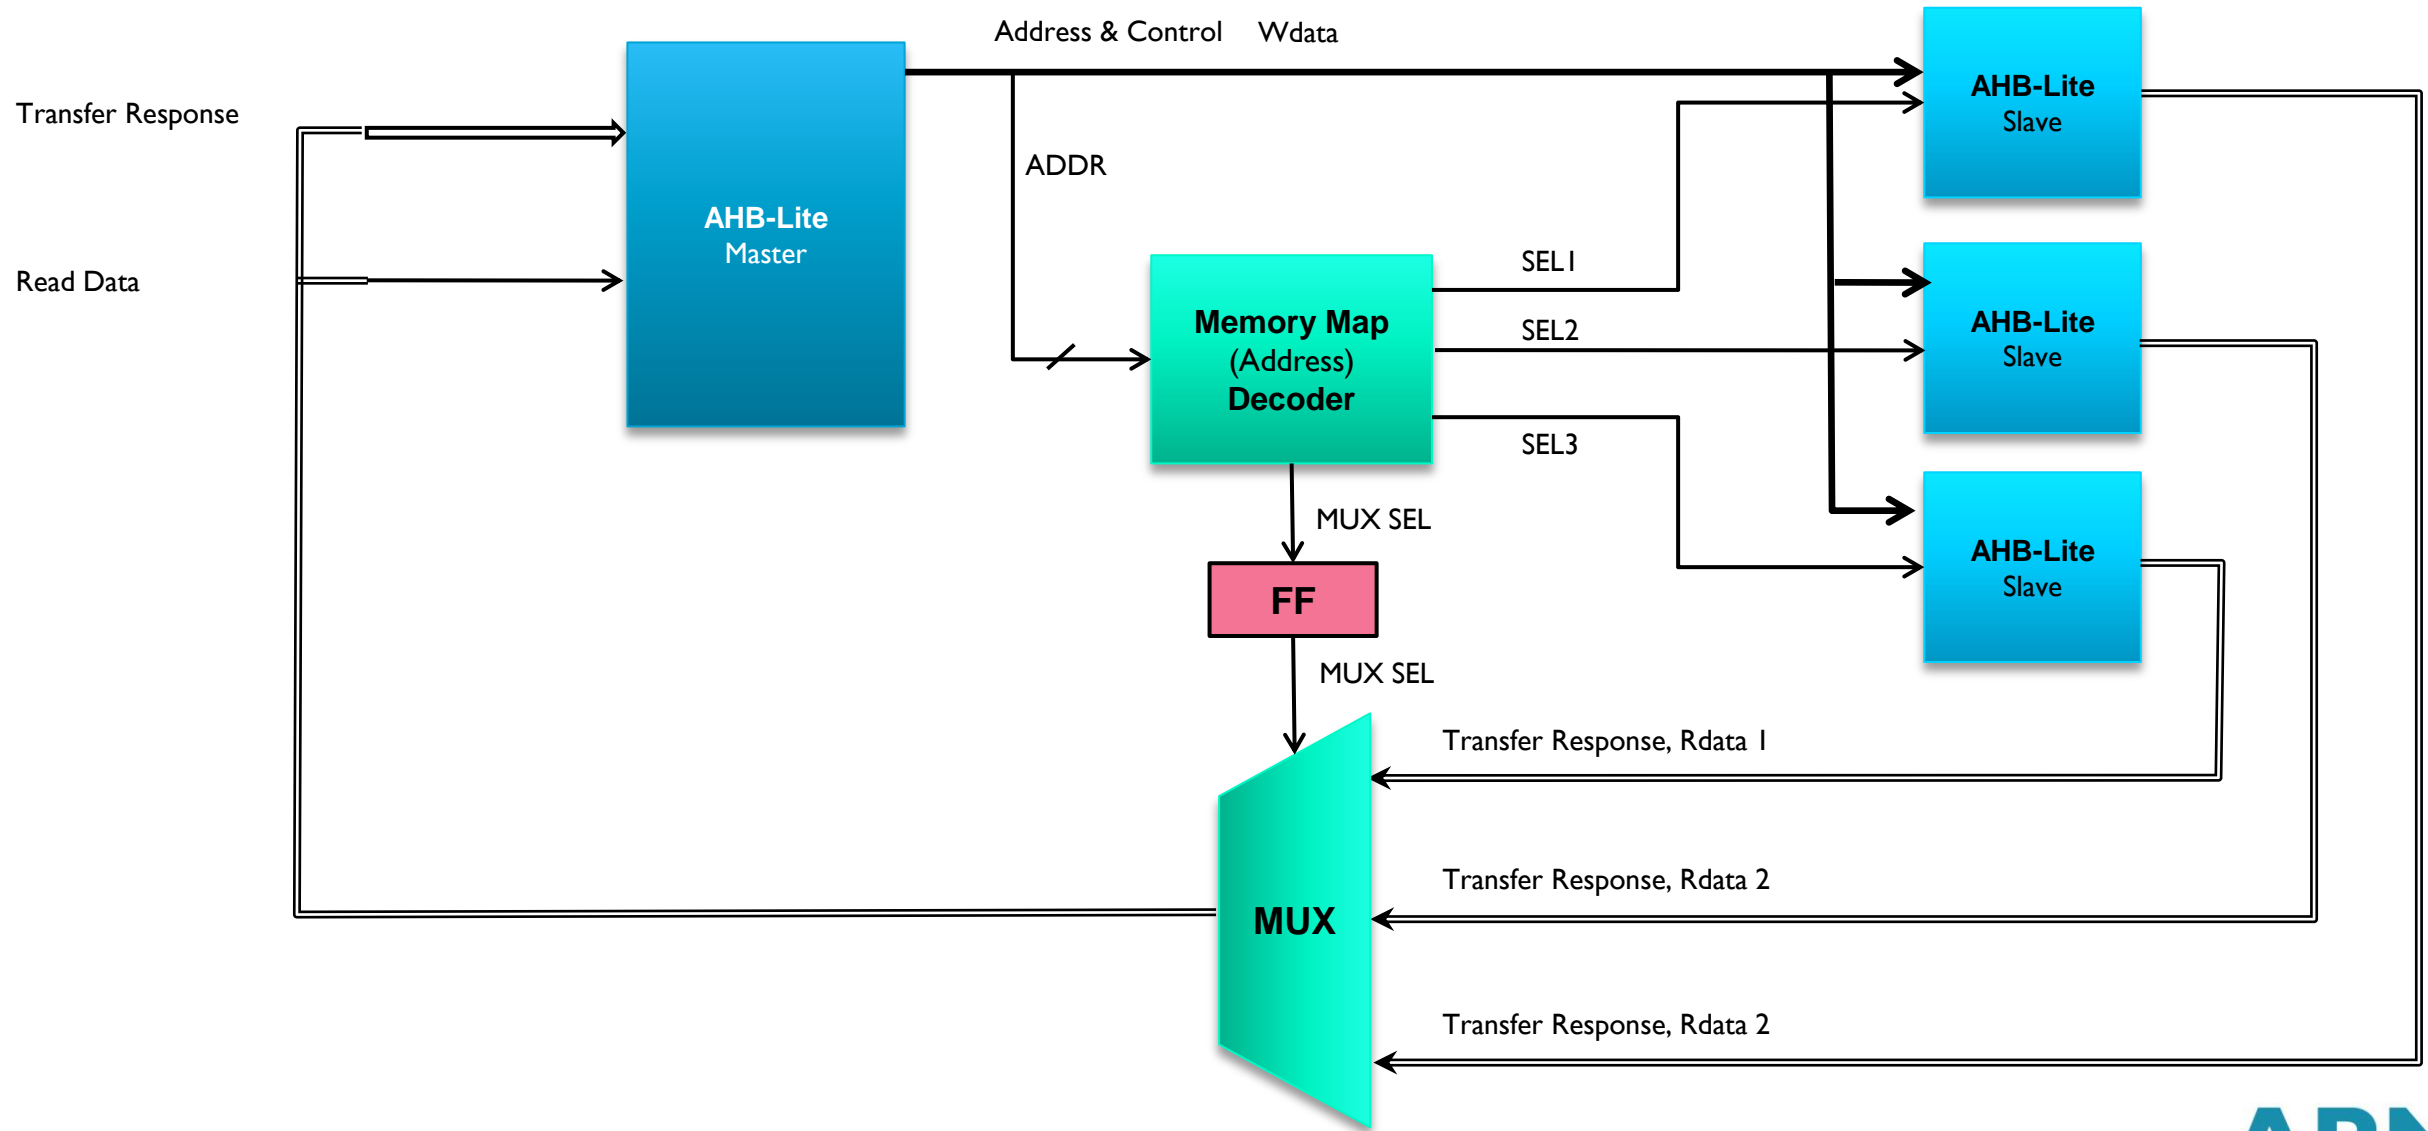 Address & Control Wdata
Transfer Response
Read Data
AHB-Lite
Master
ADDR
Memory Map
(Address)
Decoder
SEL1
SEL2
SEL3
AHB-Lite
Slave
AHB-Lite
Slave
AHB-Lite
Slave
MUX SEL
FF
MUX SEL
MUX
Transfer Response, Rdata 1
Transfer Response, Rdata 2
Transfer Response, Rdata 2